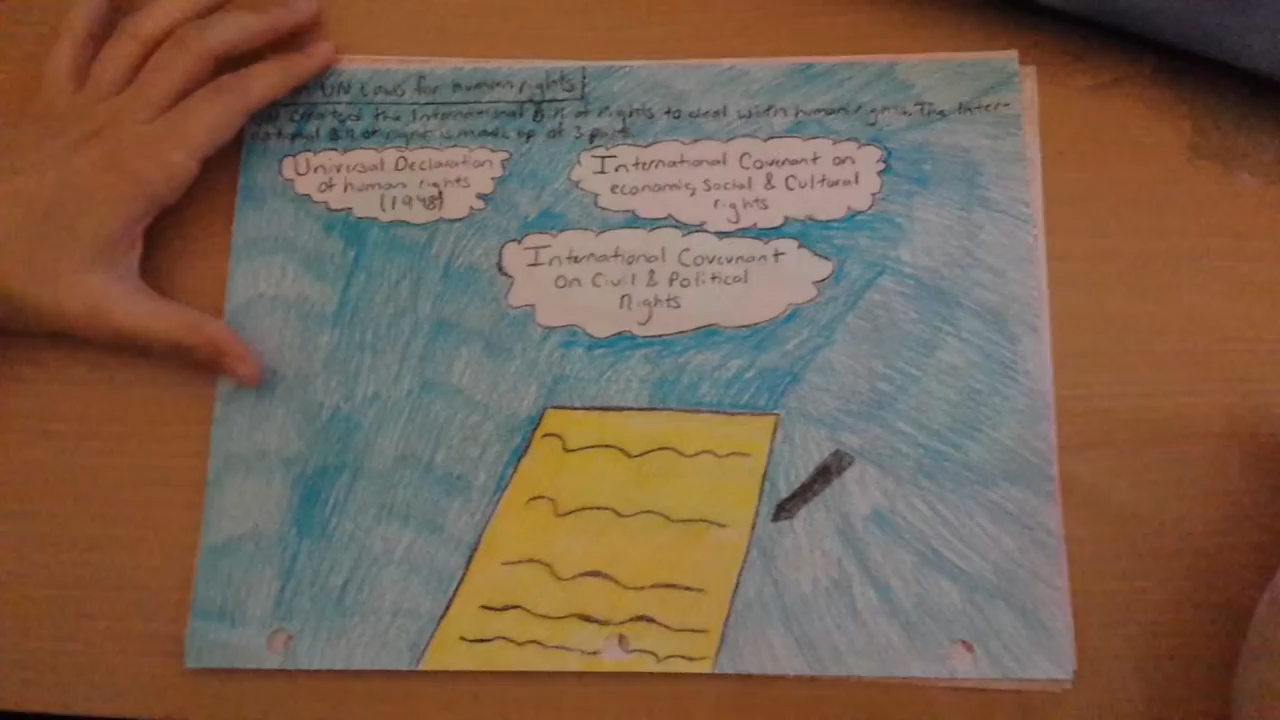 UN Laws for human rights
created the International Bill of rights to deal with human rights. The Inter-
national Bill of right is made up of 3 parts.
Universal Declaration
of human rights
(1948)
International Covenant on
economic, Social & Cultural
rights
International Covenant
on Civil & Political
Rights